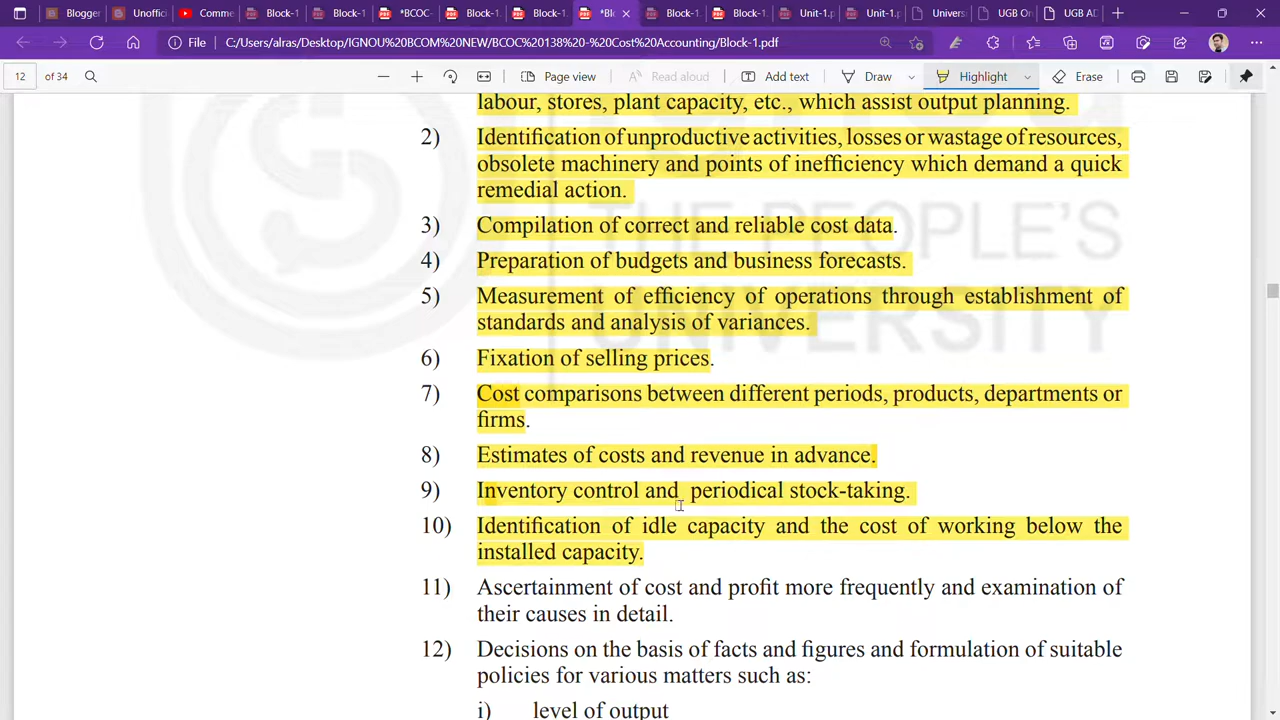 Blogger
Unoffici
Comme
Block-1
Block-1
*BCOC-
Block-1.
Block-1.
*Blo
Block-1.
Block-1.
Unit-1.p
Unit-1.p
Univers
UGB On
UGB AD
File
C:/Users/alras/Desktop/IGNOU%20BCOM%20NEW/BCOC%20138%20-%20Cost%20Accounting/Block-1.pdf
12 of 34
Page view
Read aloud
Add text
Draw
Highlight
Erase
labour, stores, plant capacity, etc., which assist output planning.
2) Identification of unproductive activities, losses or wastage of resources,
obsolete machinery and points of inefficiency which demand a quick
remedial action.
3) Compilation of correct and reliable cost data.
4) Preparation of budgets and business forecasts.
5) Measurement of efficiency of operations through establishment of
standards and analysis of variances.
6) Fixation of selling prices.
7) Cost comparisons between different periods, products, departments or
firms.
8) Estimates of costs and revenue in advance.
9) Inventory control and periodical stock-taking.
10) Identification of idle capacity and the cost of working below the
installed capacity.
11) Ascertainment of cost and profit more frequently and examination of
their causes in detail.
12) Decisions on the basis of facts and figures and formulation of suitable
policies for various matters such as:
i) level of output
THE PEOPLE'S
UNIVERSITY